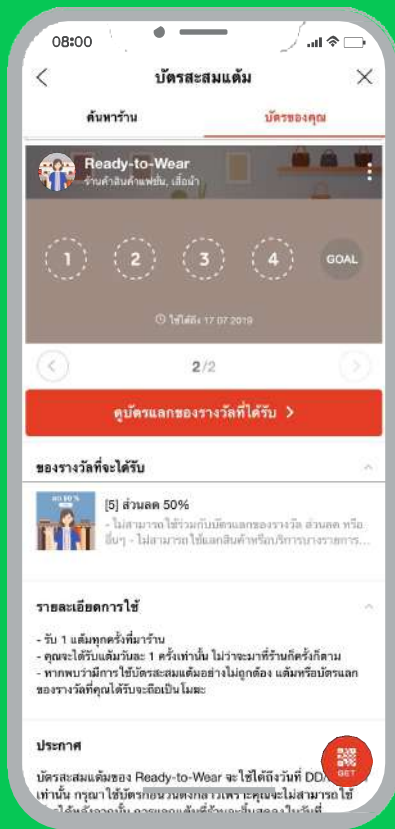 08:00
บัตรสะสมแต้ม
ค้นหาร้าน
บัตรของคุณ
Ready-to-Wear
ร้านค้าสินค้าแฟชั่น, เสื้อผ้า
1 2 3 4 GOAL
ใช้ได้ถึง 17 07 2019
2/2
ดูบัตรแลกของรางวัลที่ได้รับ >
ของรางวัลที่จะได้รับ
[5] ส่วนลด 50%
- ไม่สามารถใช้ร่วมกับบัตรแลกของรางวัล ส่วนลด หรือ
อื่นๆ - ไม่สามารถใช้แลกสินค้าหรือบริการบางรายการ...
รายละเอียดการใช้
- รับ 1 แต้มทุกครั้งที่มาร้าน
- คุณจะได้รับแต้มวันละ 1 ครั้งเท่านั้น ไม่ว่าจะมาที่ร้านกี่ครั้งก็ตาม
- หากพบว่ามีการใช้บัตรสะสมแต้มอย่างไม่ถูกต้อง แต้มหรือบัตรแลก
ของรางวัลที่คุณได้รับจะถือเป็นโมฆะ
ประกาศ
บัตรสะสมแต้มของ Ready-to-Wear จะใช้ได้ถึงวันที่ DD/
เท่านั้น กรุณาใช้บัตรก่อนวันดังกล่าวเพราะคุณจะไม่สามารถใช้
GET